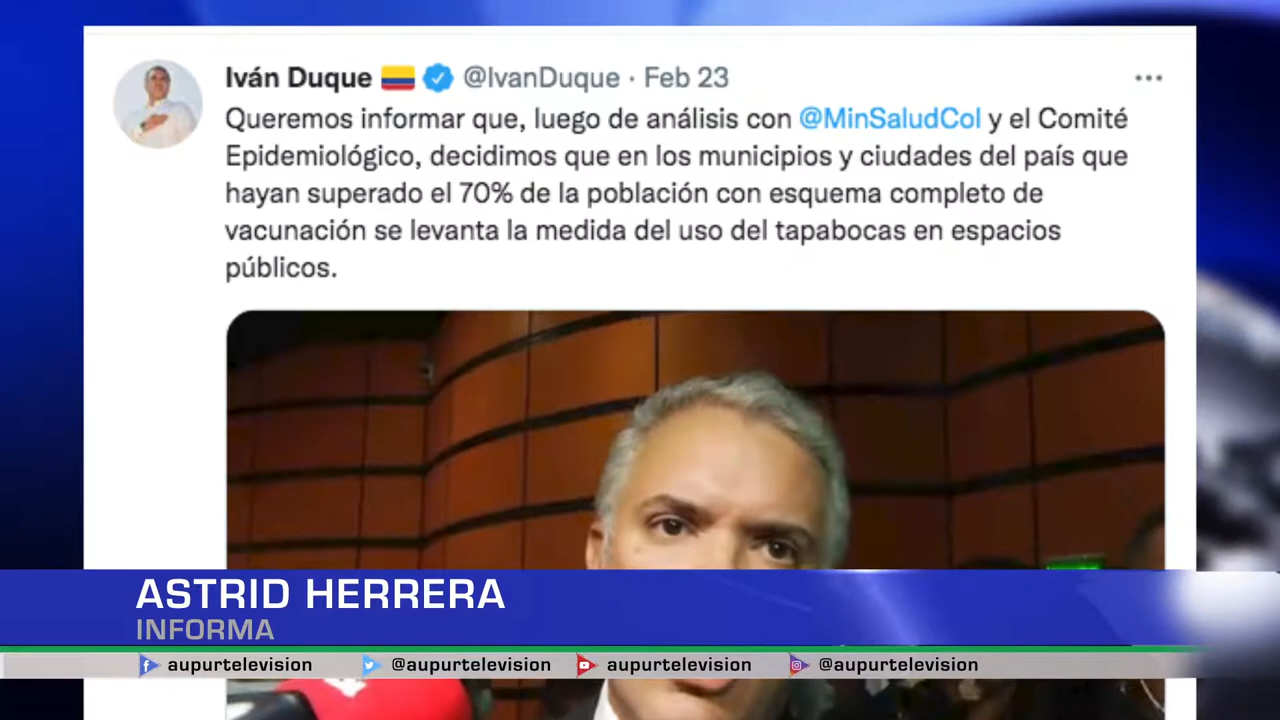 Iván Duque 🇨🇴 @IvanDuque · Feb 23
Queremos informar que, luego de análisis con @MinSaludCol y el Comité
Epidemiológico, decidimos que en los municipios y ciudades del país que
hayan superado el 70% de la población con esquema completo de
vacunación se levanta la medida del uso del tapabocas en espacios
públicos.
ASTRID HERRERA
INFORMA
aupurtelevision @aupurtelevision aupurtelevision @aupurtelevision